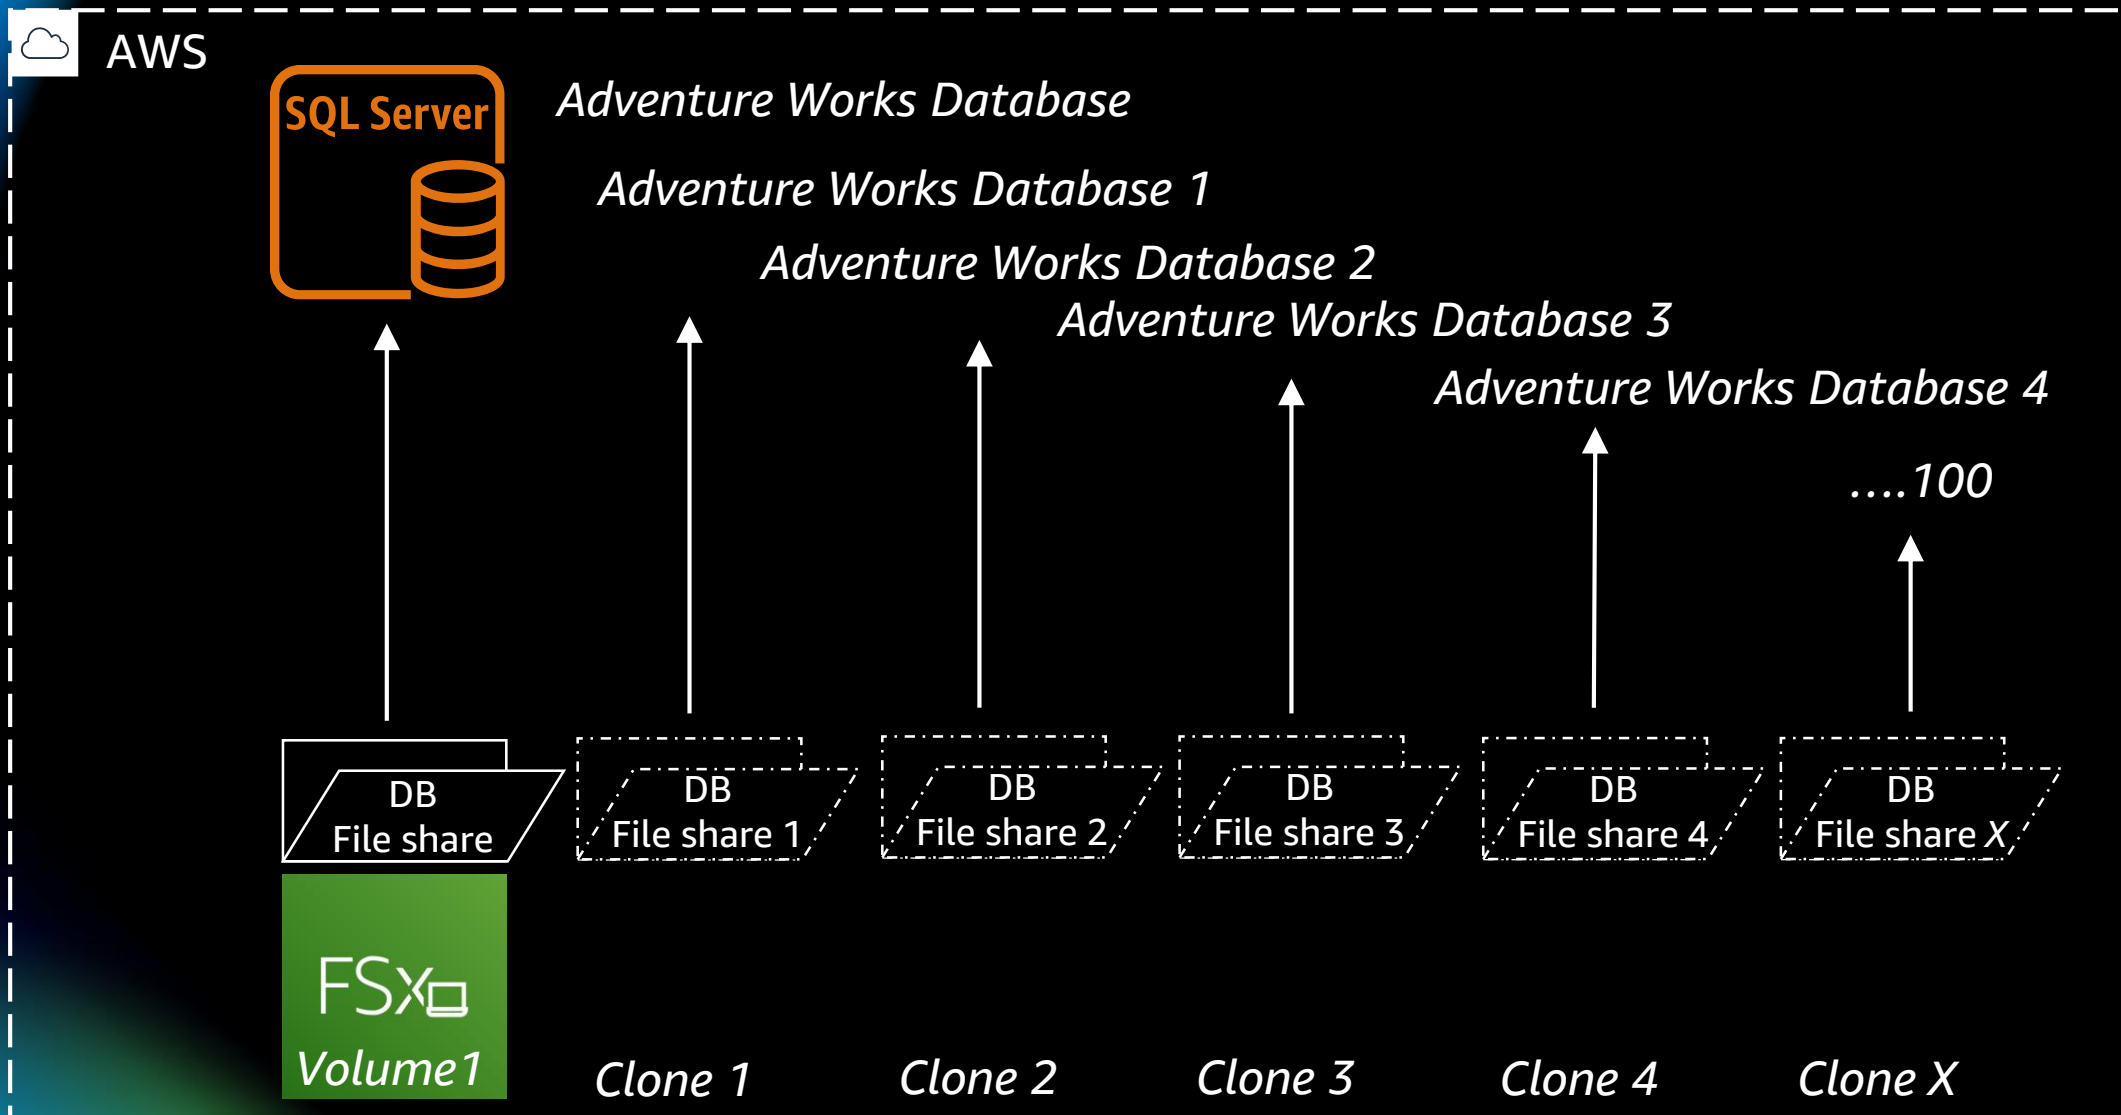 AWS
SQL Server
Adventure Works Database
Adventure Works Database 1
Adventure Works Database 2
Adventure Works Database 3
Adventure Works Database 4
....100
DB
File share
DB
File share 1
DB
File share 2
DB
File share 3
DB
File share 4
DB
File share X
FSx
Volume1
Clone 1
Clone 2
Clone 3
Clone 4
Clone X